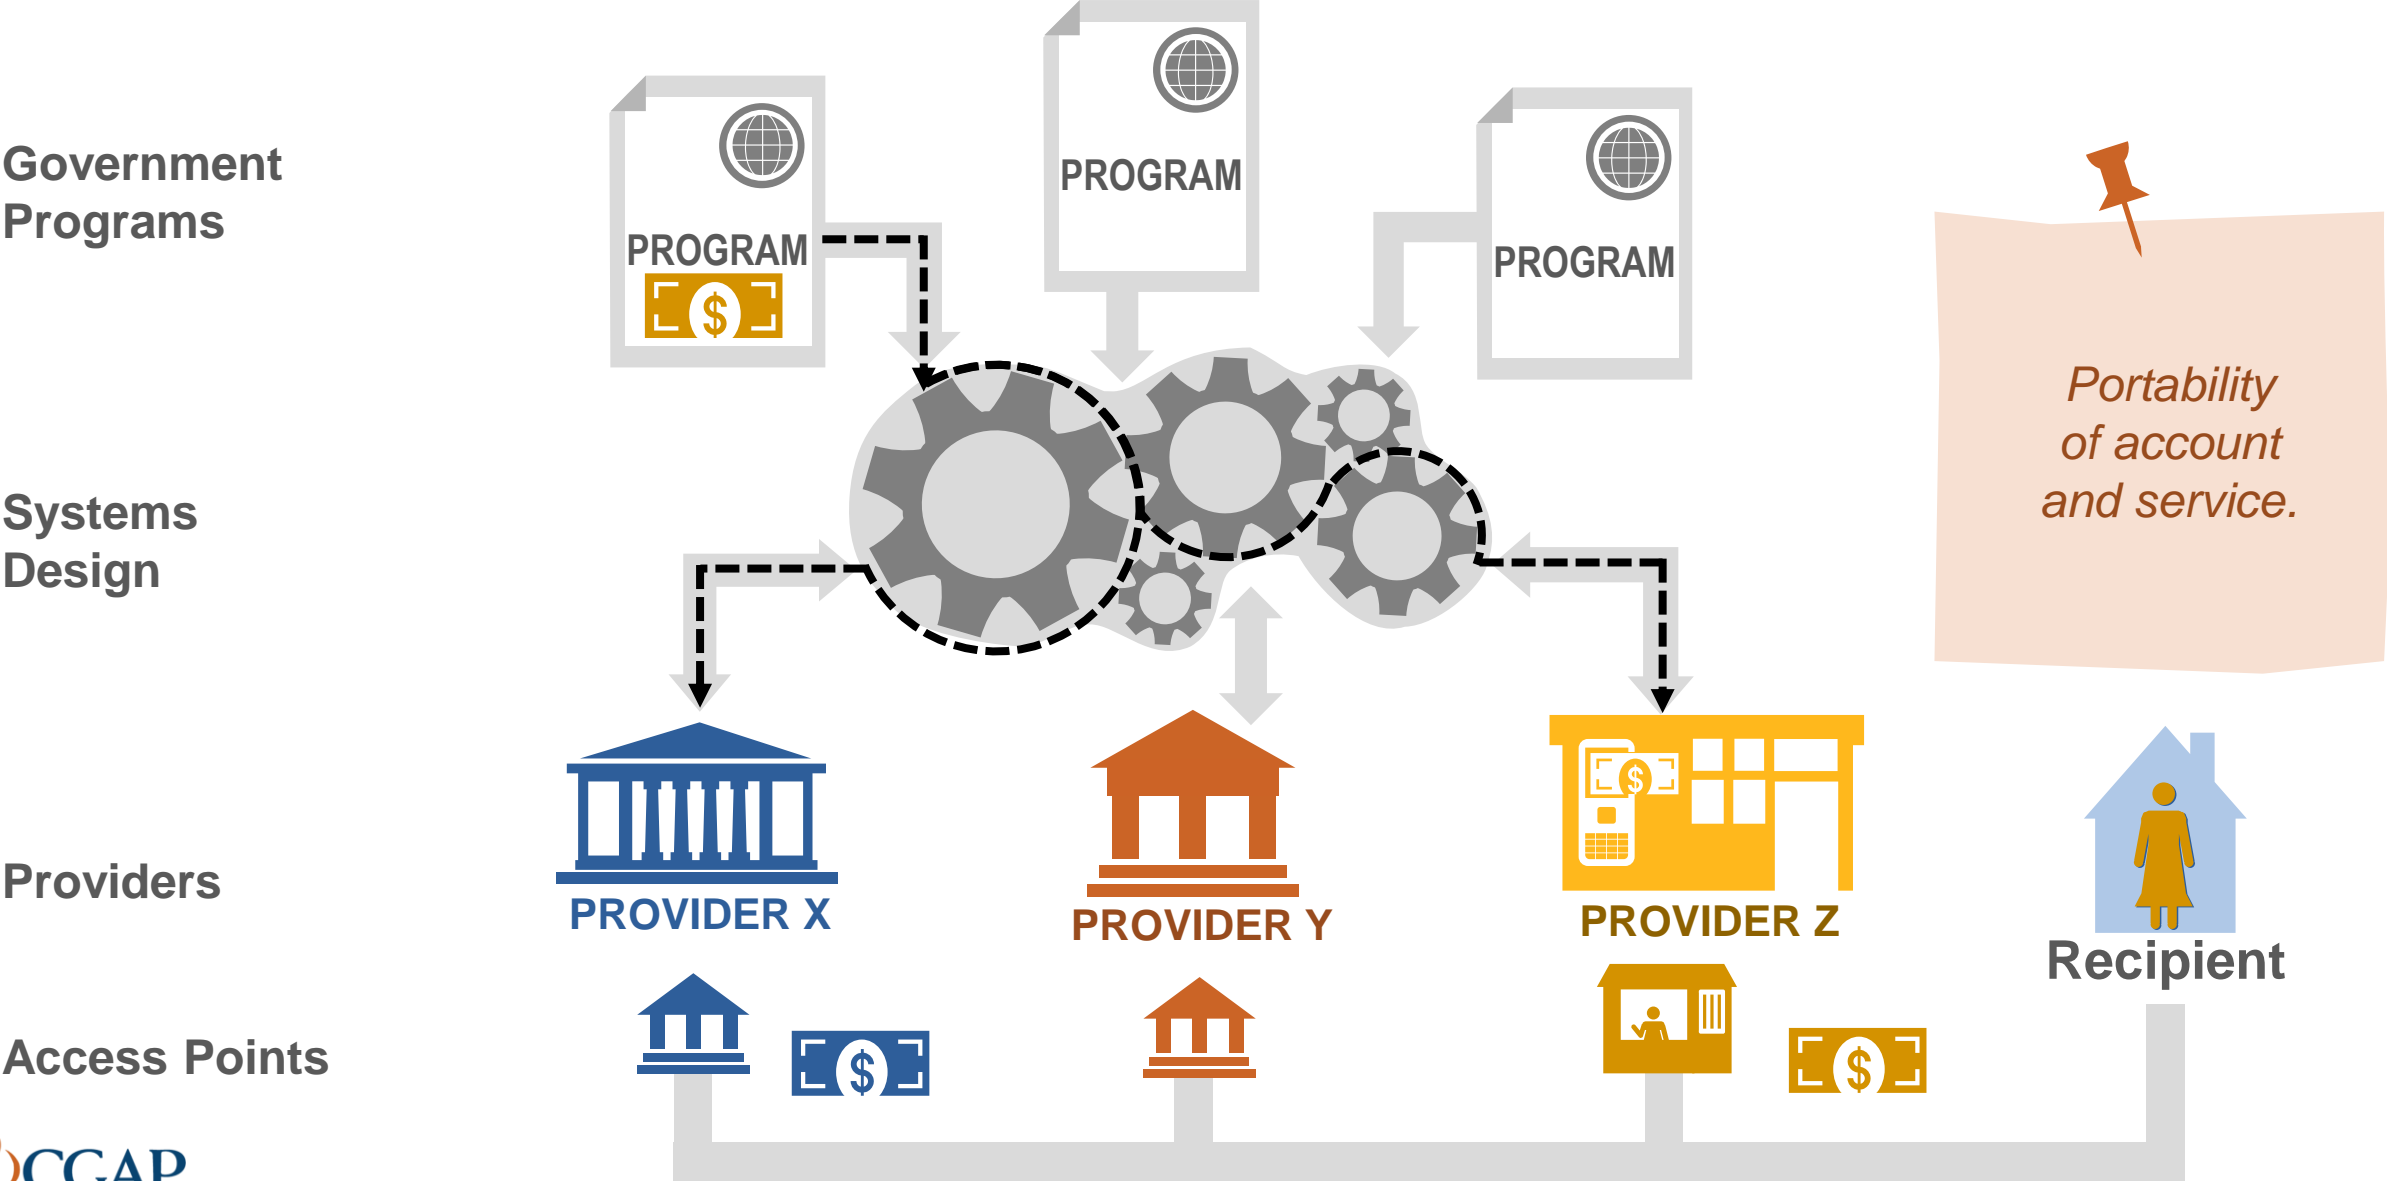 Government
Programs
PROGRAM
$
PROGRAM
PROGRAM
Portability
of account
and service.
Systems
Design
Providers
PROVIDER X
PROVIDER Y
$
PROVIDER Z
Recipient
Access Points
$
$
CGAP